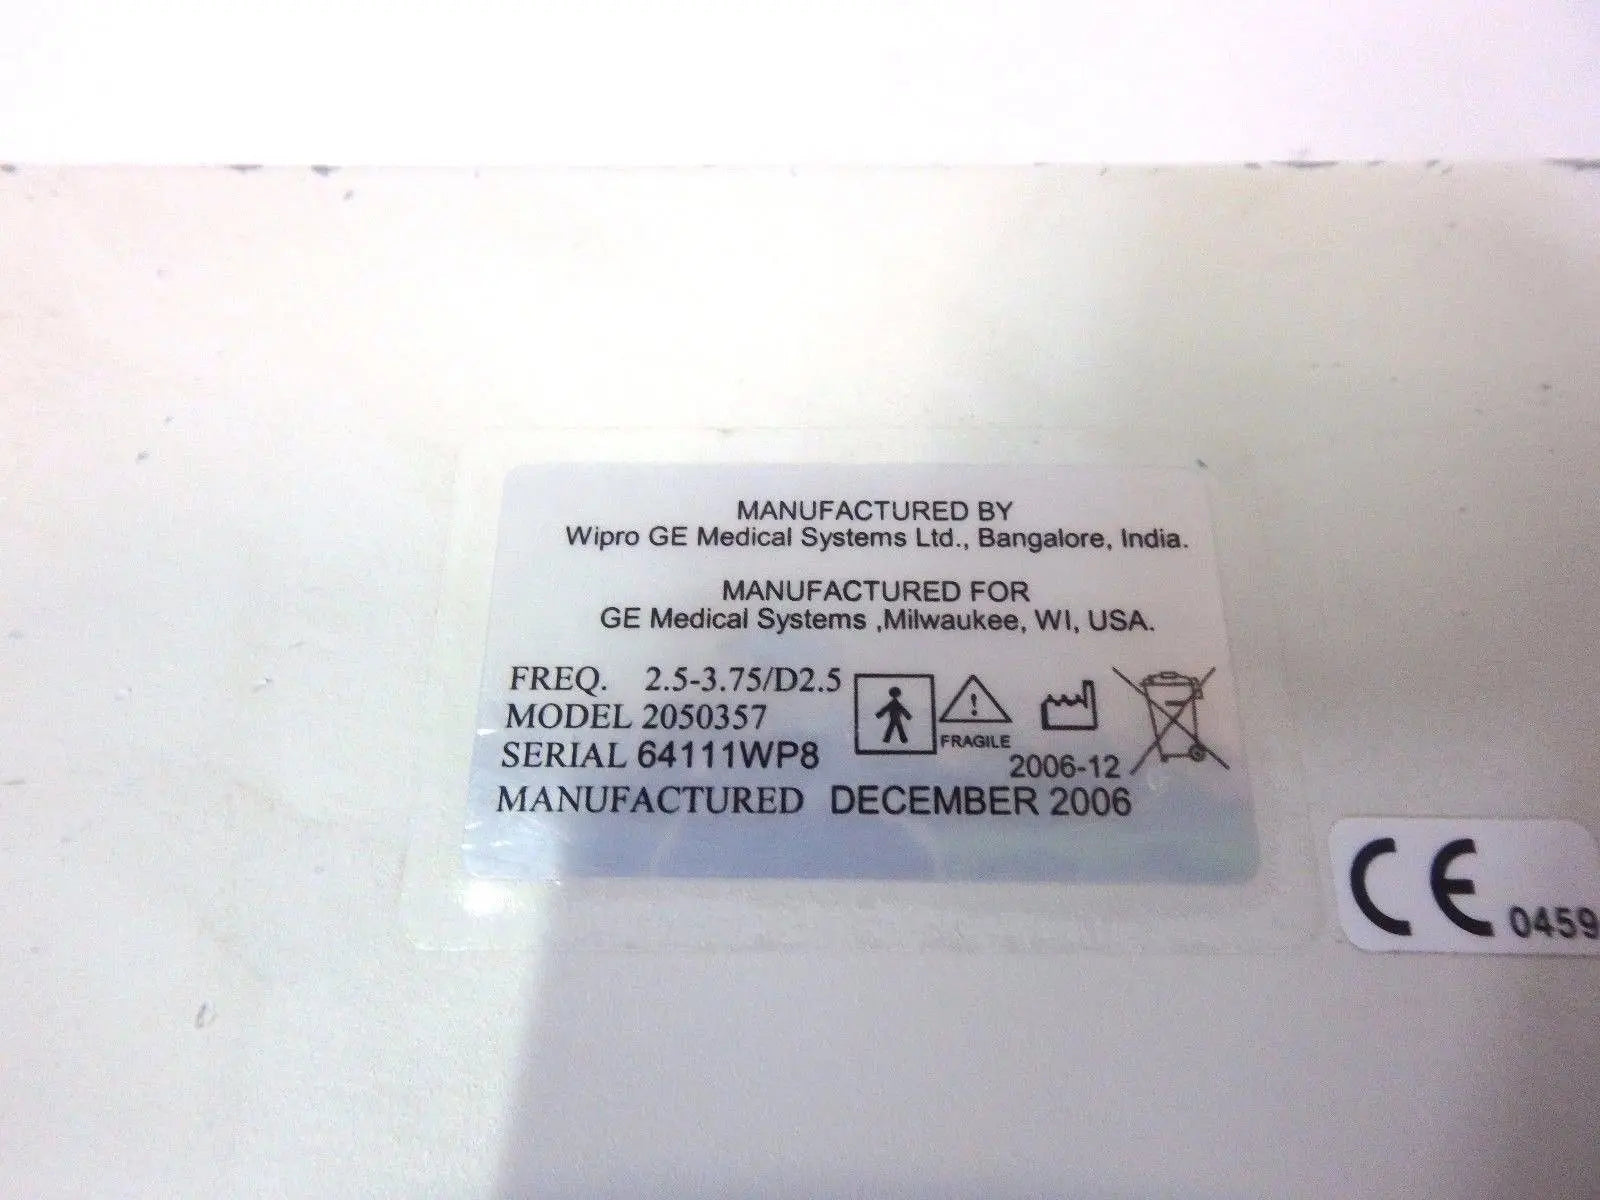 MANUFACTURED BY
Wipro GE Medical Systems Ltd., Bangalore, India.
MANUFACTURED FOR
GE Medical Systems ,Milwaukee, WI, USA.
FREQ. 2.5-3.75/D2.5
MODEL 2050357
SERIAL 64111WP8
FRAGILE
2006-12
MANUFACTURED DECEMBER 2006
CE 0459